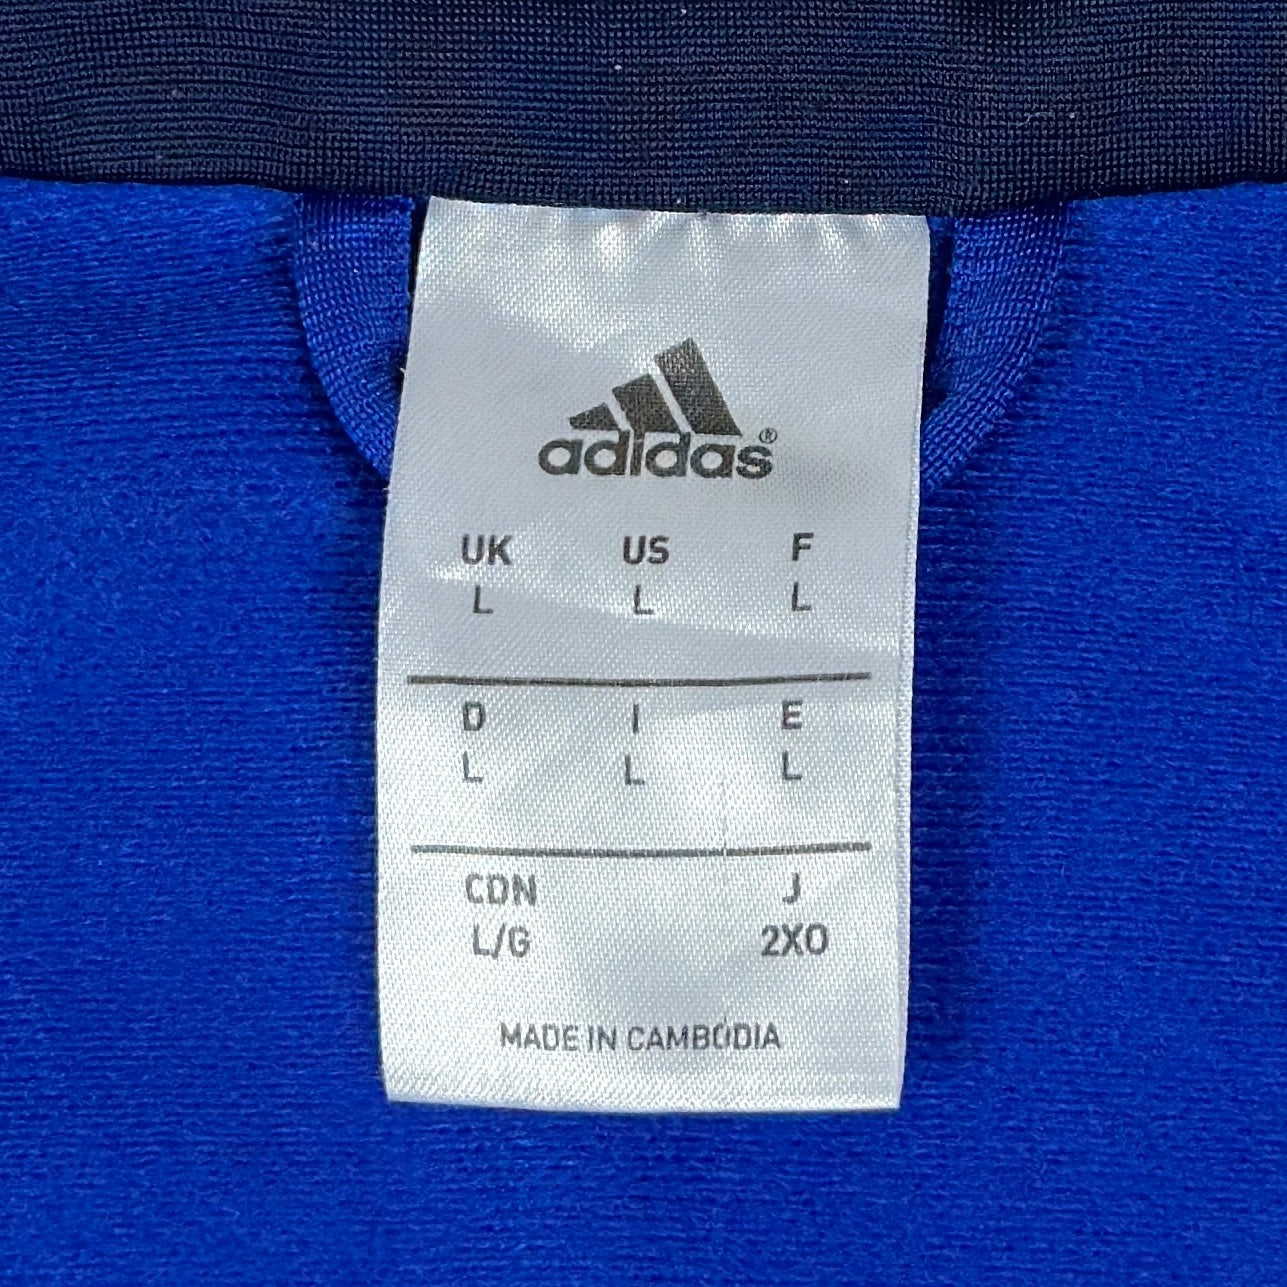 adidas®
UK US F
L L L
D I E
L L L
CDN J
L/G 2XO
MADE IN CAMBODIA